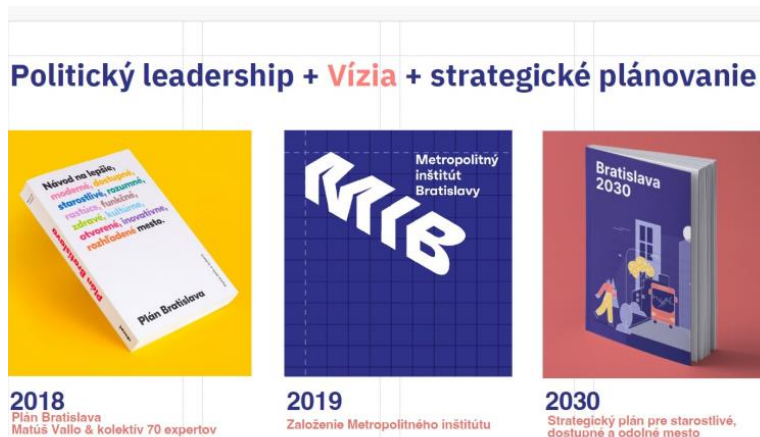 Politický leadership + Vízia + strategické plánovanie
Návod na lepšie,
moderné, dostupné,
starostlivé, rozumné,
rastúce, funkčné,
zdravé, kultúrne,
otvorené, inovatívne,
rozhľadené mesto.
Plán Bratislava
Plán Bratislava
Metropolitný
inštitút
Bratislavy
MIB
Bratislava
2030
2018
Plán Bratislava
Matúš Vallo & kolektív 70 expertov
2019
Založenie Metropolitného inštitútu
2030
Strategický plán pre starostlivé,
dostupné a odolné mesto